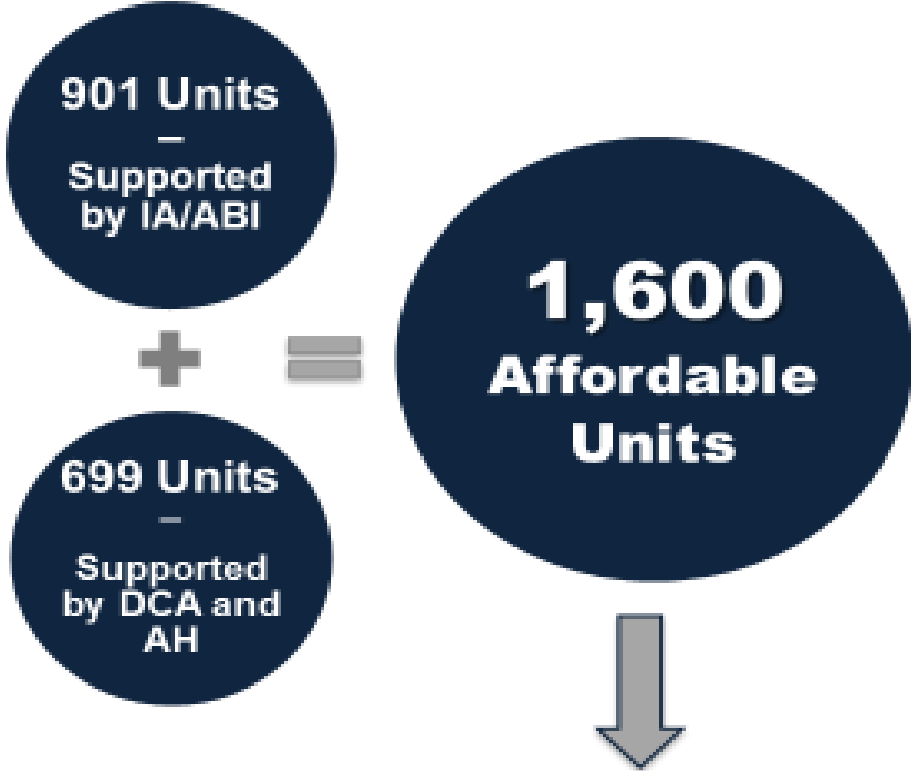 901 Units
–
Supported
by IA/ABI
+
=
699 Units
–
Supported
by DCA and
AH
1,600
Affordable
Units